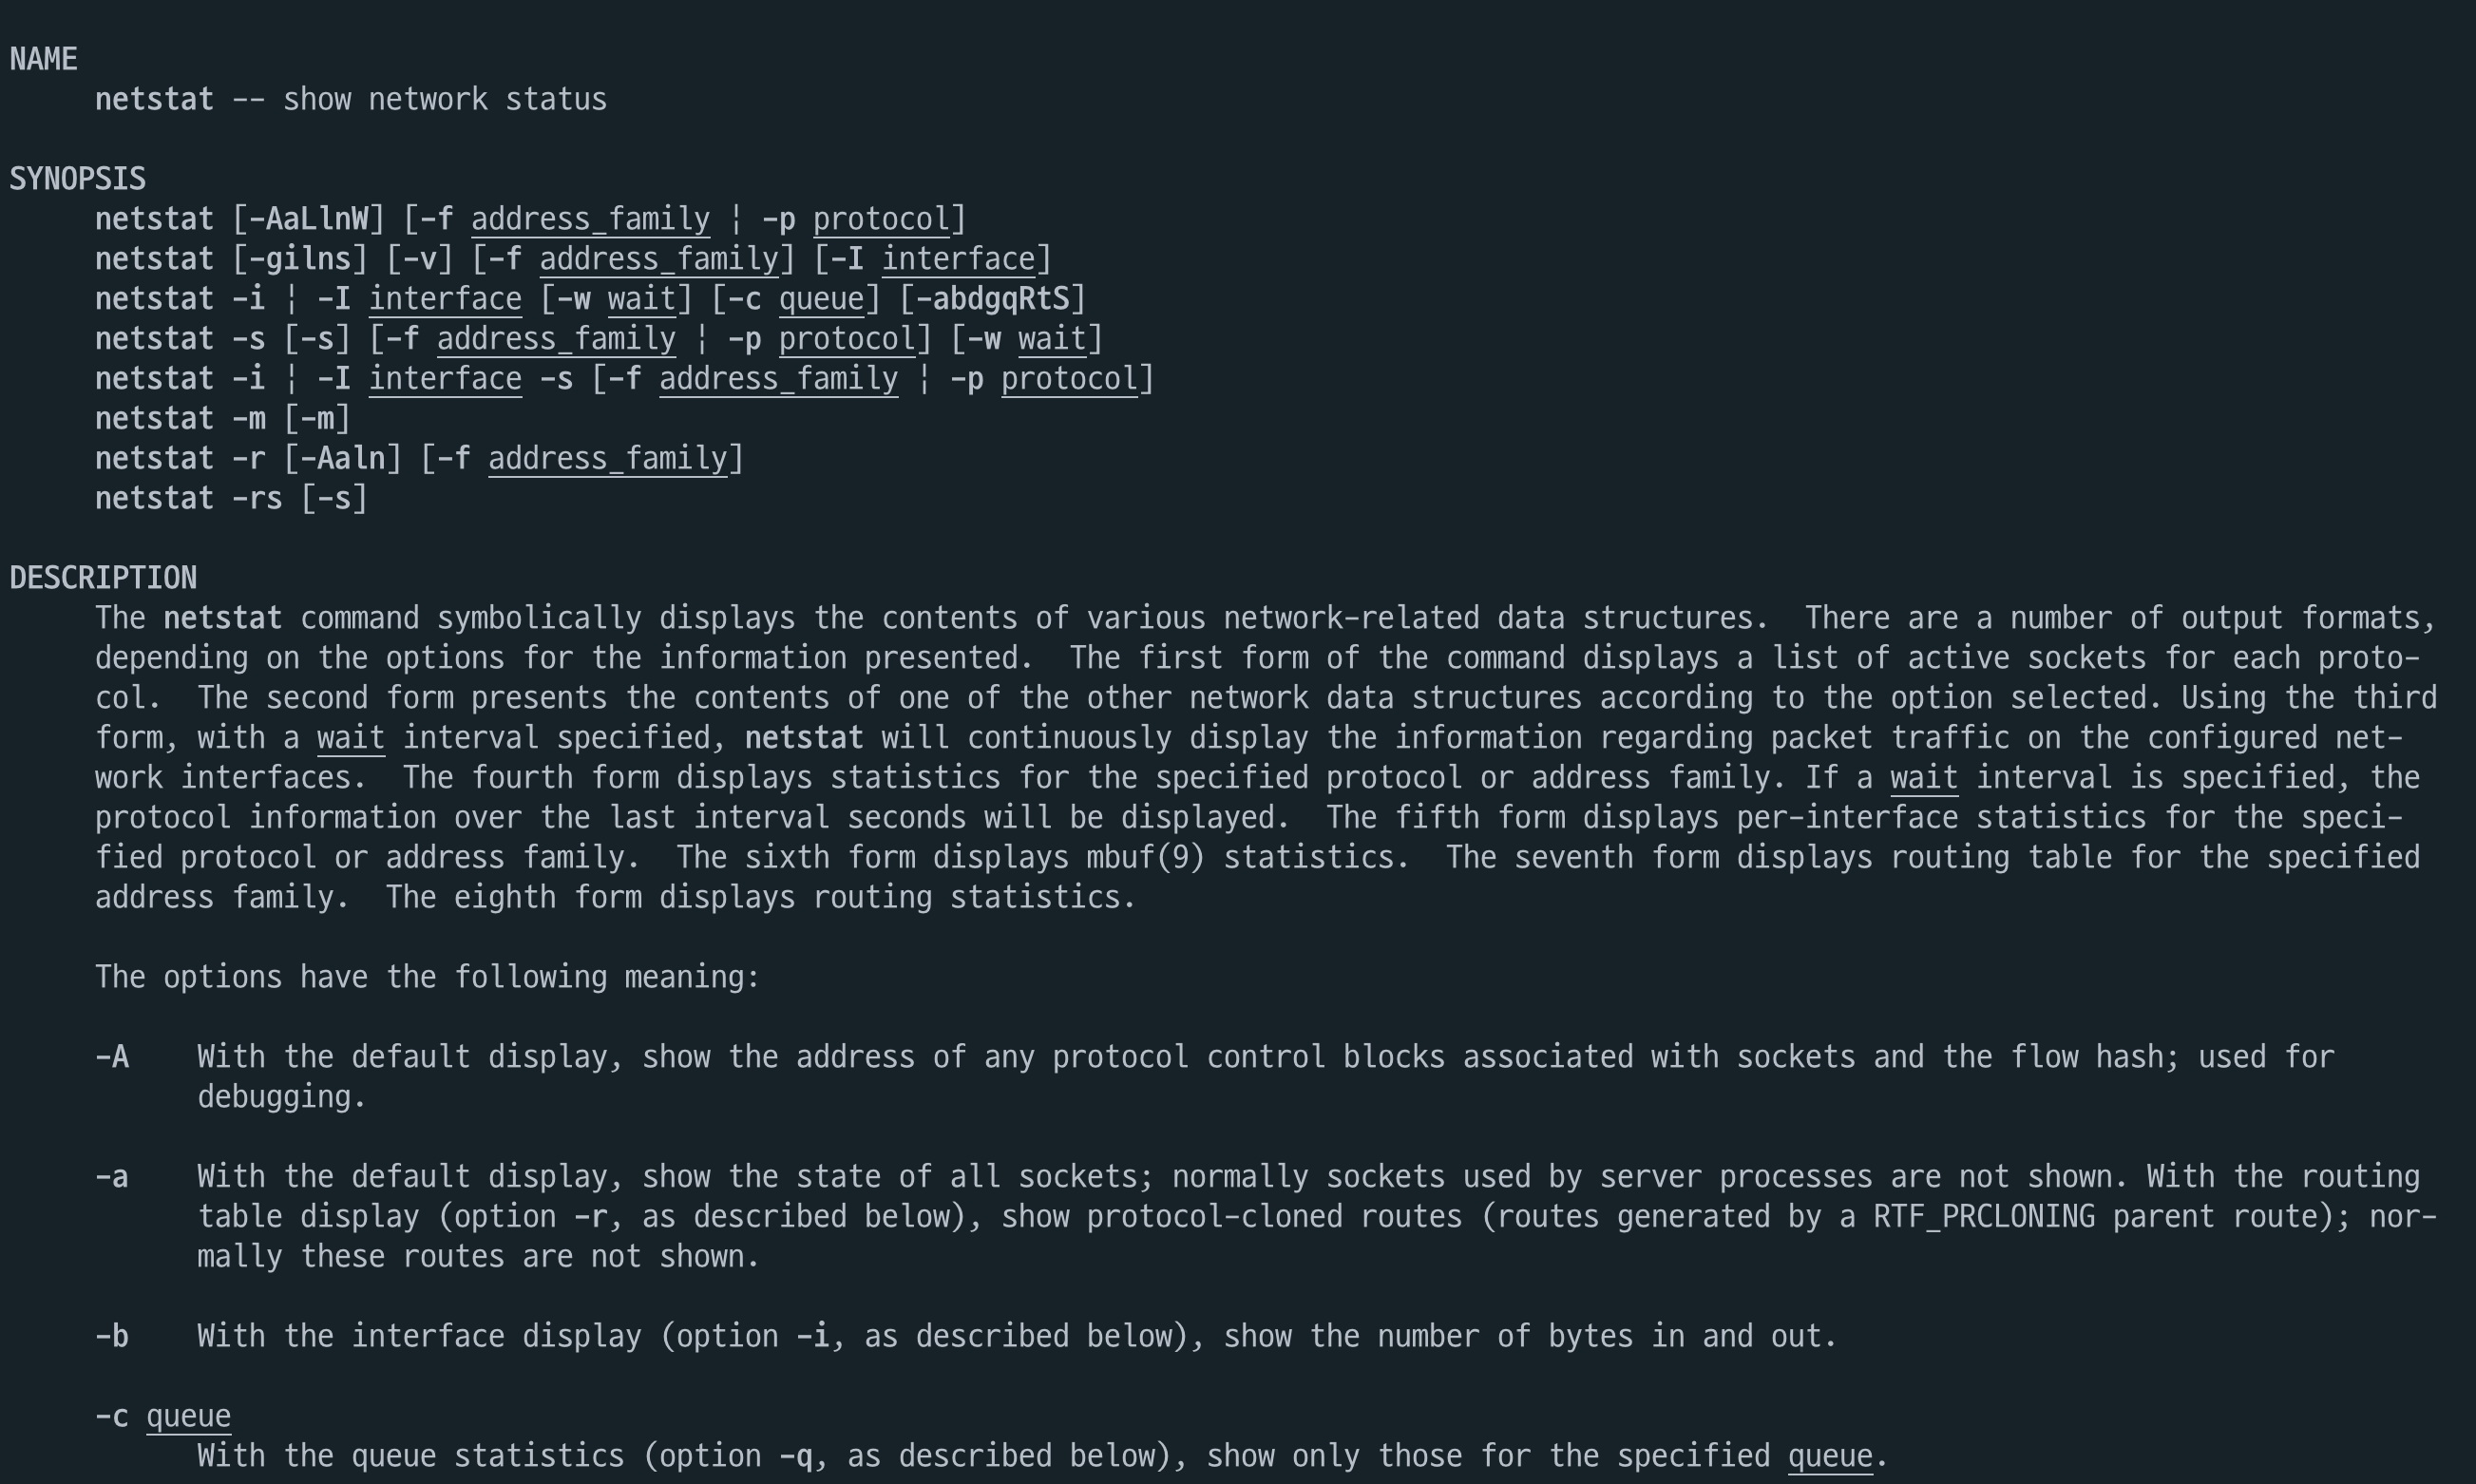 NAME
netstat -- show network status
SYNOPSIS
netstat [-AaLlnW] [-f address_family | -p protocol]
netstat [-gilns] [-v] [-f address_family] [-I interface]
netstat -i | -I interface [-w wait] [-c queue] [-abdgqRtS]
netstat -s [-s] [-f address_family | -p protocol] [-w wait]
netstat -i | -I interface -s [-f address_family | -p protocol]
netstat -m [-m]
netstat -r [-Aaln] [-f address_family]
netstat -rs [-s]
DESCRIPTION
The netstat command symbolically displays the contents of various network-related data structures.  There are a number of output formats,
depending on the options for the information presented.  The first form of the command displays a list of active sockets for each proto-
col.  The second form presents the contents of one of the other network data structures according to the option selected. Using the third
form, with a wait interval specified, netstat will continuously display the information regarding packet traffic on the configured net-
work interfaces.  The fourth form displays statistics for the specified protocol or address family. If a wait interval is specified, the
protocol information over the last interval seconds will be displayed.  The fifth form displays per-interface statistics for the speci-
fied protocol or address family.  The sixth form displays mbuf(9) statistics.  The seventh form displays routing table for the specified
address family.  The eighth form displays routing statistics.
The options have the following meaning:
-A    With the default display, show the address of any protocol control blocks associated with sockets and the flow hash; used for
debugging.
-a    With the default display, show the state of all sockets; normally sockets used by server processes are not shown. With the routing
table display (option -r, as described below), show protocol-cloned routes (routes generated by a RTF_PRCLONING parent route); nor-
mally these routes are not shown.
-b    With the interface display (option -i, as described below), show the number of bytes in and out.
-c queue
With the queue statistics (option -q, as described below), show only those for the specified queue.